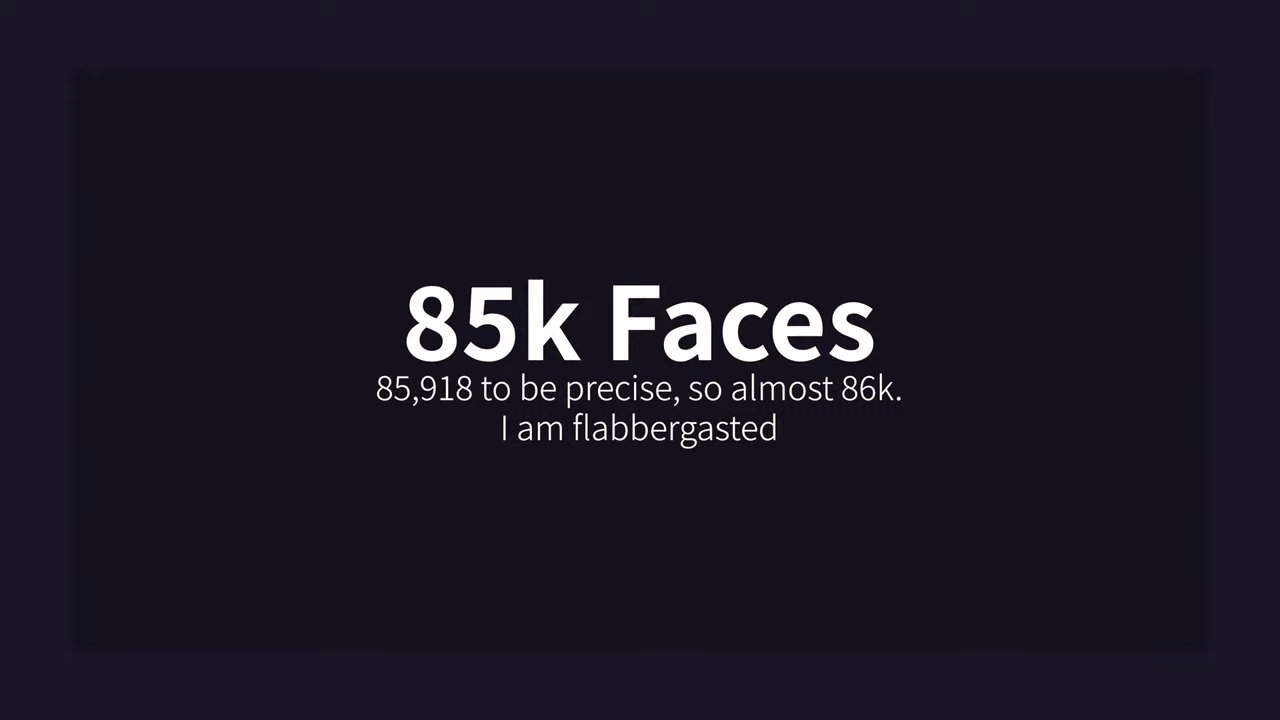 85k Faces
85,918 to be precise, so almost 86k.
I am flabbergasted